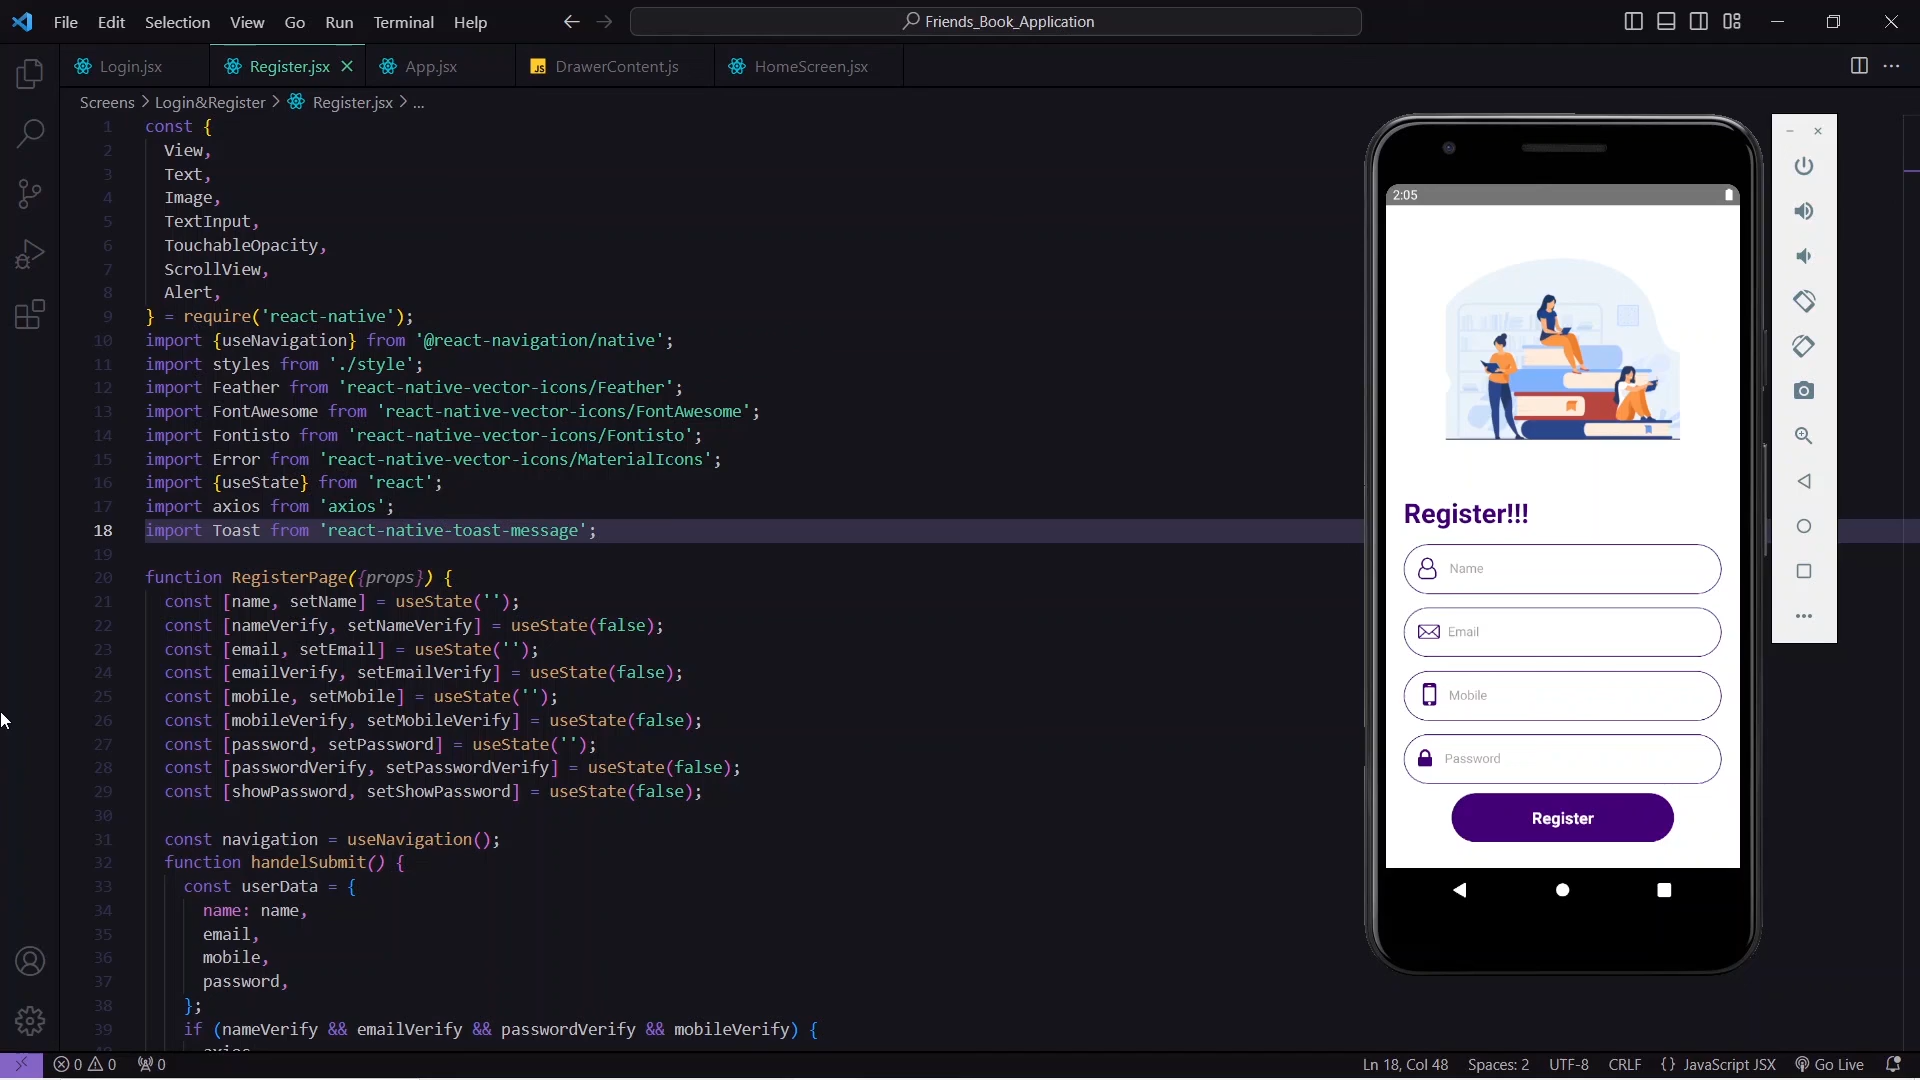 File Edit Selection View Go Run Terminal Help
Friends_Book_Application
Login.jsx Register.jsx App.jsx JS DrawerContent.js HomeScreen.jsx
Screens > Login&Register > Register.jsx > ...
1 const {
2 View,
3 Text,
4 Image,
5 TextInput,
6 TouchableOpacity,
7 ScrollView,
8 Alert,
9 } = require('react-native');
10 import {useNavigation} from '@react-navigation/native';
11 import styles from './style';
12 import Feather from 'react-native-vector-icons/Feather';
13 import FontAwesome from 'react-native-vector-icons/FontAwesome';
14 import Fontisto from 'react-native-vector-icons/Fontisto';
15 import Error from 'react-native-vector-icons/MaterialIcons';
16 import {useState} from 'react';
17 import axios from 'axios';
18 import Toast from 'react-native-toast-message';
19
20 function RegisterPage({props}) {
21 const [name, setName] = useState('');
22 const [nameVerify, setNameVerify] = useState(false);
23 const [email, setEmail] = useState('');
24 const [emailVerify, setEmailVerify] = useState(false);
25 const [mobile, setMobile] = useState('');
26 const [mobileVerify, setMobileVerify] = useState(false);
27 const [password, setPassword] = useState('');
28 const [passwordVerify, setPasswordVerify] = useState(false);
29 const [showPassword, setShowPassword] = useState(false);
30
31 const navigation = useNavigation();
32 function handelSubmit() {
33 const userData = {
34 name: name,
35 email,
36 mobile,
37 password,
38 };
39 if (nameVerify && emailVerify && passwordVerify && mobileVerify) {
2:05
Register!!!
Name
Email
Mobile
Password
Register
0 0 0
Ln 18, Col 48 Spaces: 2 UTF-8 CRLF {} JavaScript JSX Go Live